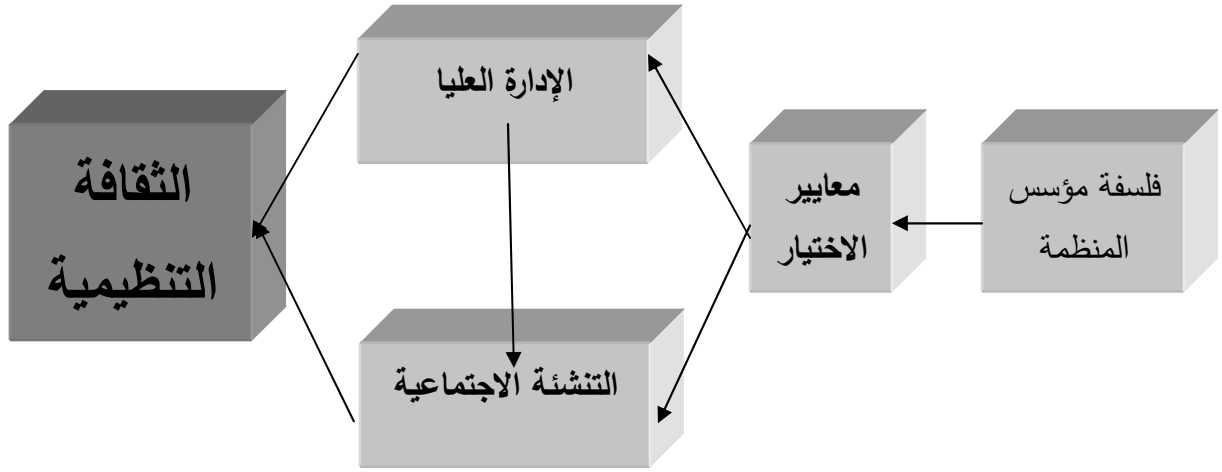 فلسفة مؤسس
المنظمة
معايير
الاختيار
الإدارة العليا
التنشئة الاجتماعية
الثقافة
التنظيمية